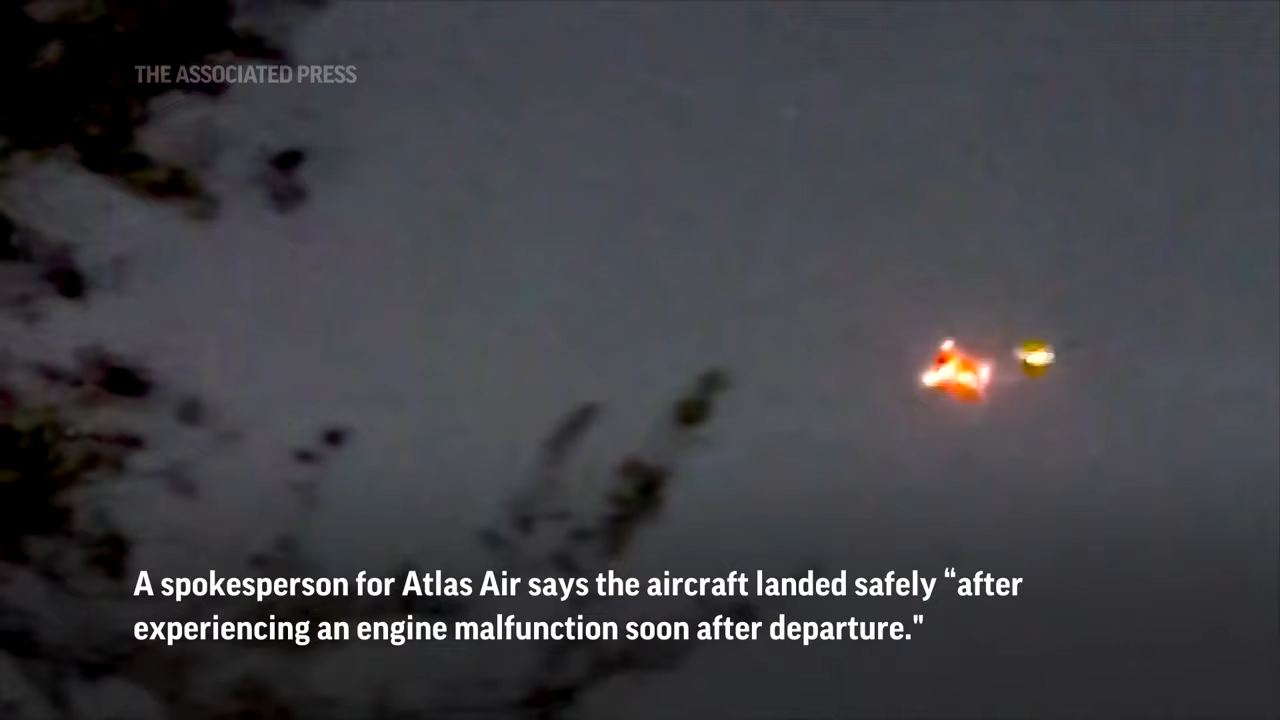 THE ASSOCIATED PRESS
A spokesperson for Atlas Air says the aircraft landed safely “after
experiencing an engine malfunction soon after departure."